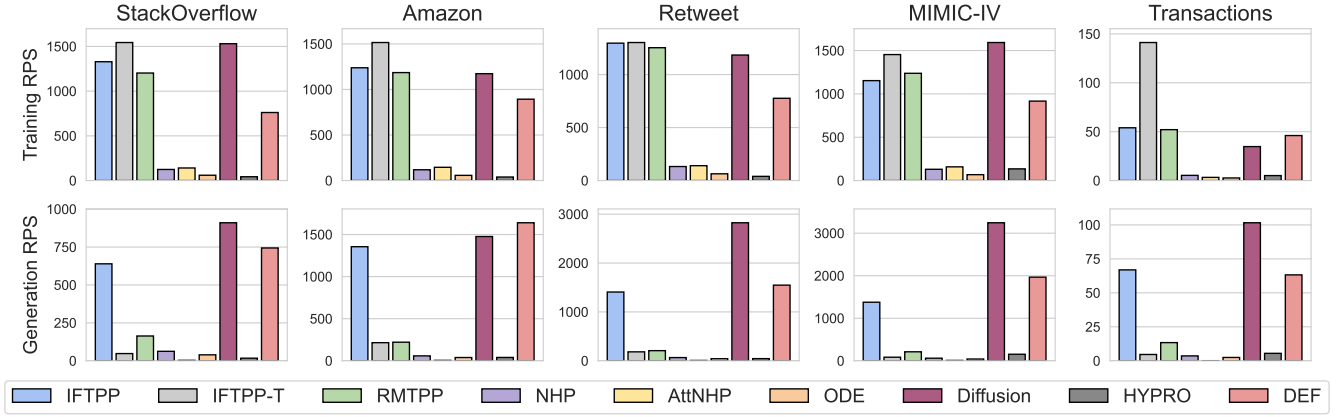 StackOverflow Amazon Retweet MIMIC-IV Transactions
Training RPS
1500 1000 500 0
1500 1000 500 0
1000 500 0
1500 1000 500 0
150 100 50 0
Generation RPS
1000 750 500 250 0
1500 1000 500 0
3000 2000 1000 0
3000 2000 1000 0
100 75 50 25 0
IFTPP IFTPP-T RMTPP NHP AttNHP ODE Diffusion HYPRO DEF